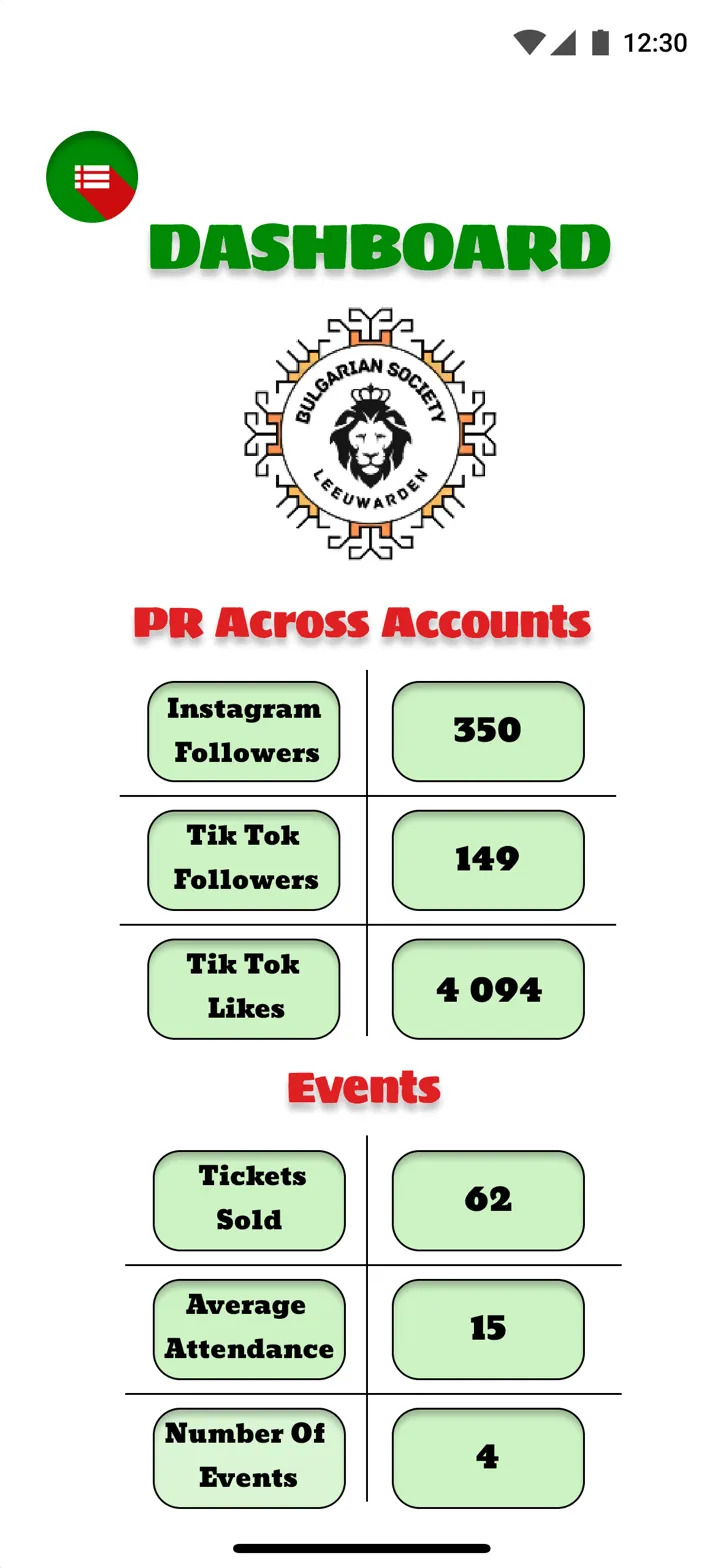 12:30
DASHBOARD
BULGARIAN SOCIETY
LEEUWARDEN
PR Across Accounts
Instagram
Followers
350
Tik Tok
Followers
149
Tik Tok
Likes
4 094
Events
Tickets
Sold
62
Average
Attendance
15
Number Of
Events
4